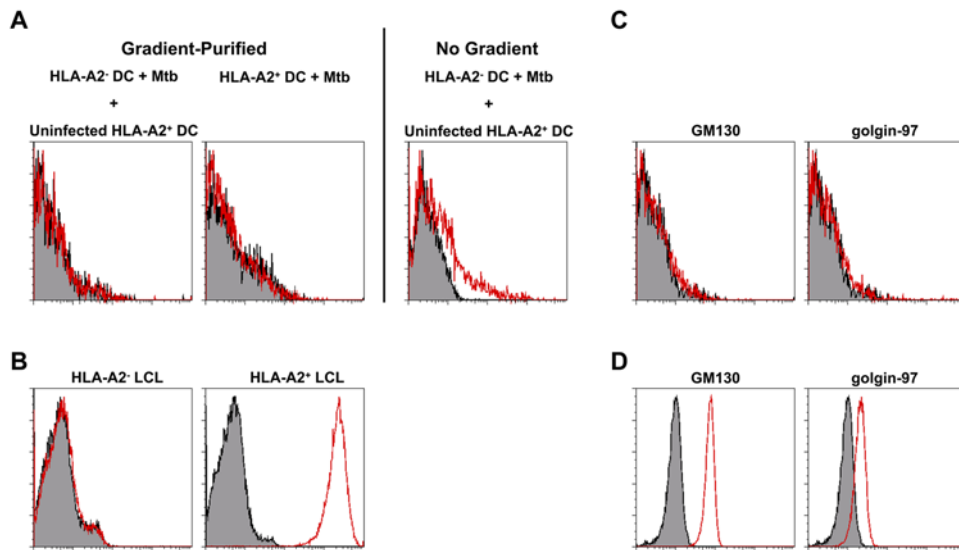 A
Gradient-Purified
HLA-A2⁻ DC + Mtb
+
Uninfected HLA-A2⁺ DC
HLA-A2⁺ DC + Mtb
No Gradient
HLA-A2⁻ DC + Mtb
+
Uninfected HLA-A2⁺ DC
C
GM130
golgin-97
B
HLA-A2⁻ LCL
HLA-A2⁺ LCL
D
GM130
golgin-97